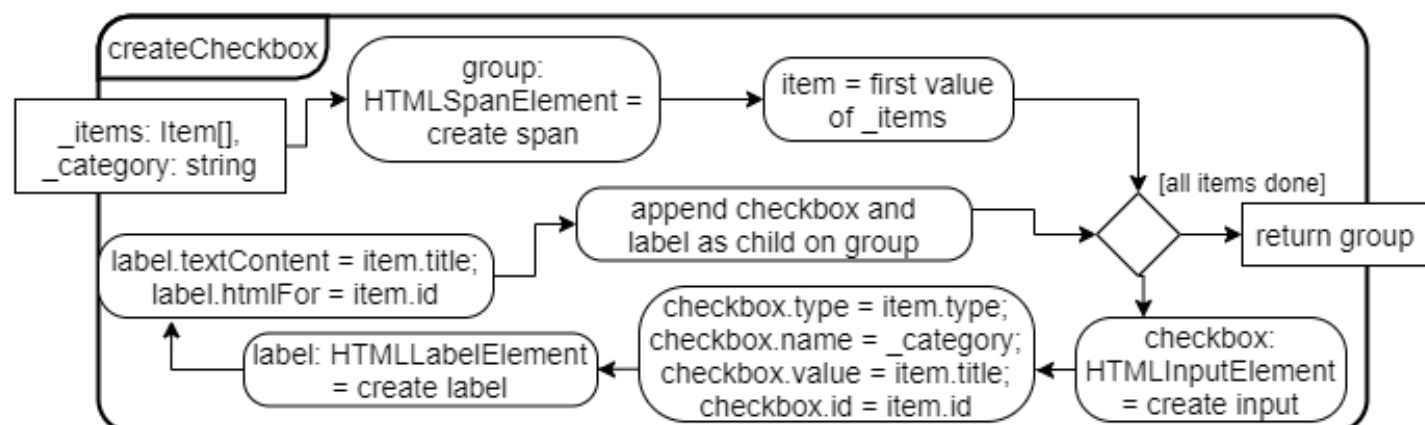 createCheckbox
_items: Item[],
_category: string
group:
HTMLSpanElement =
create span
item = first value
of _items
[all items done]
return group
checkbox:
HTMLInputElement
= create input
checkbox.type = item.type;
checkbox.name = _category;
checkbox.value = item.title;
checkbox.id = item.id
label: HTMLLabelElement
= create label
label.textContent = item.title;
label.htmlFor = item.id
append checkbox and
label as child on group